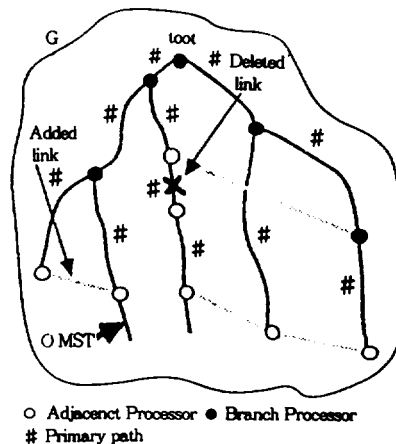 G
toot
Deleted
link
# #
# #
#
Added
link
#
#
# # #
#
O MST
○ Adjacenct Processor ● Branch Processor
# Primary path